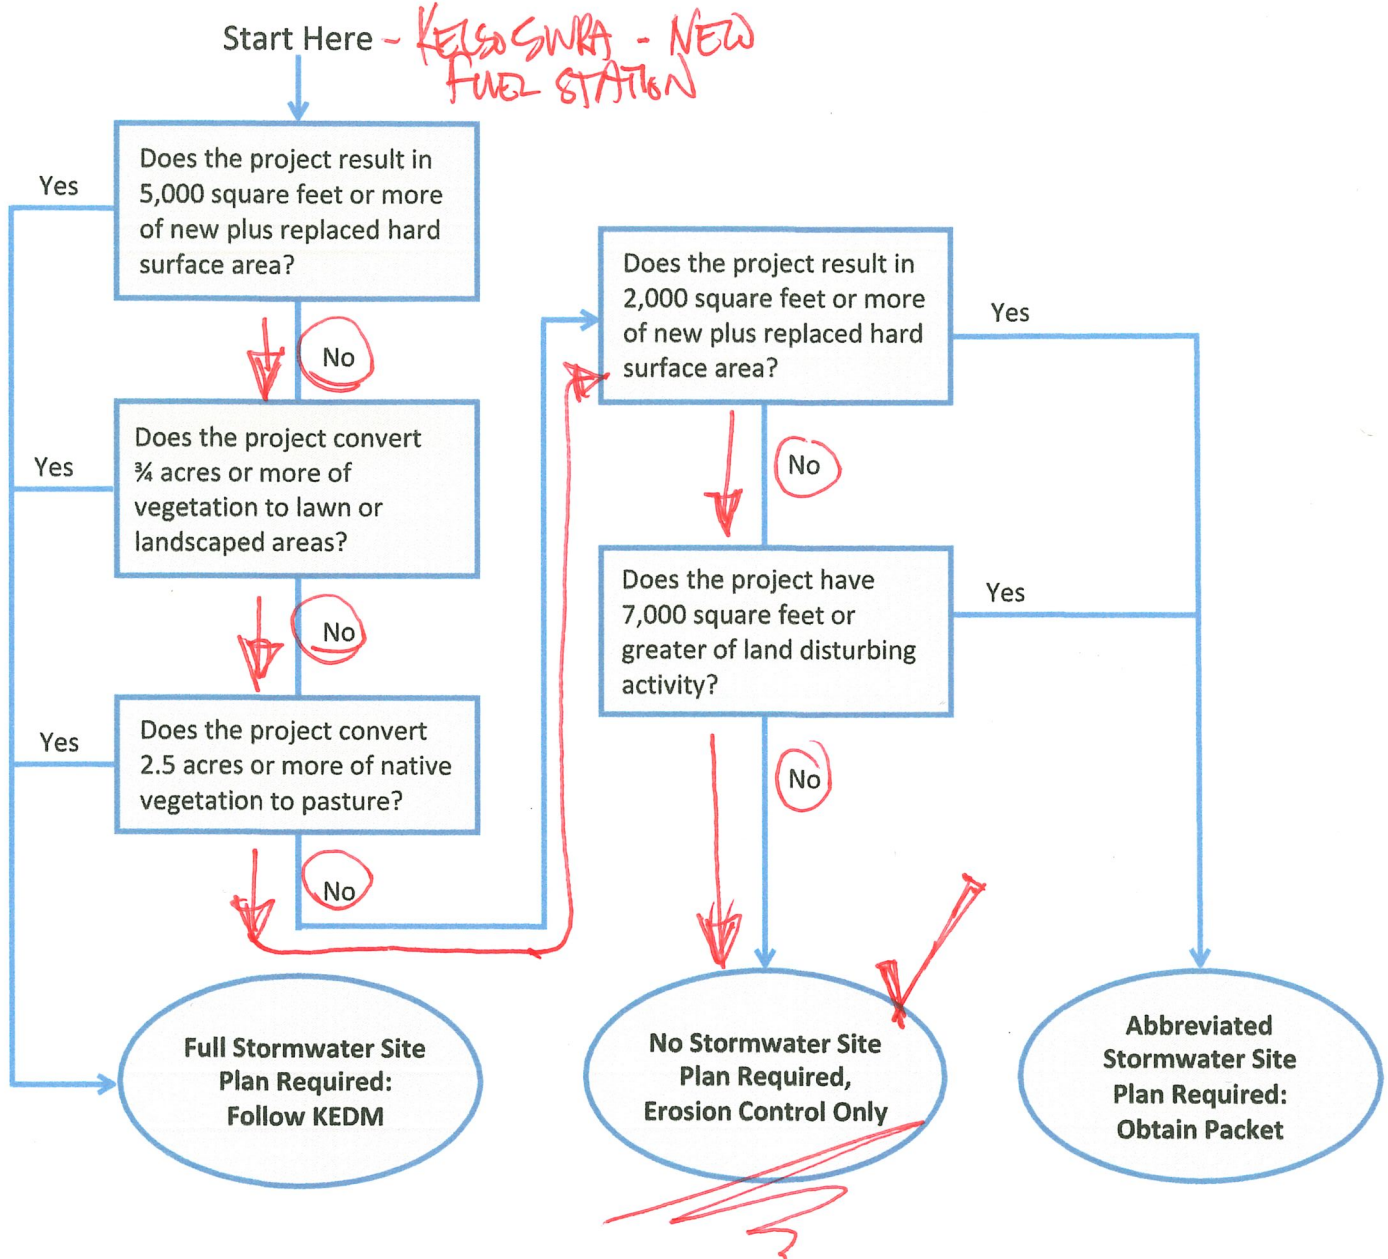 Start Here - KELSO SWRA - NEW
FUEL STATION
Does the project result in
5,000 square feet or more
of new plus replaced hard
surface area?
Yes
No
Does the project convert
¾ acres or more of
vegetation to lawn or
landscaped areas?
Yes
No
Does the project convert
2.5 acres or more of native
vegetation to pasture?
Yes
No
Does the project result in
2,000 square feet or more
of new plus replaced hard
surface area?
Yes
No
Does the project have
7,000 square feet or
greater of land disturbing
activity?
Yes
No
Full Stormwater Site
Plan Required:
Follow KEDM
No Stormwater Site
Plan Required,
Erosion Control Only
Abbreviated
Stormwater Site
Plan Required:
Obtain Packet